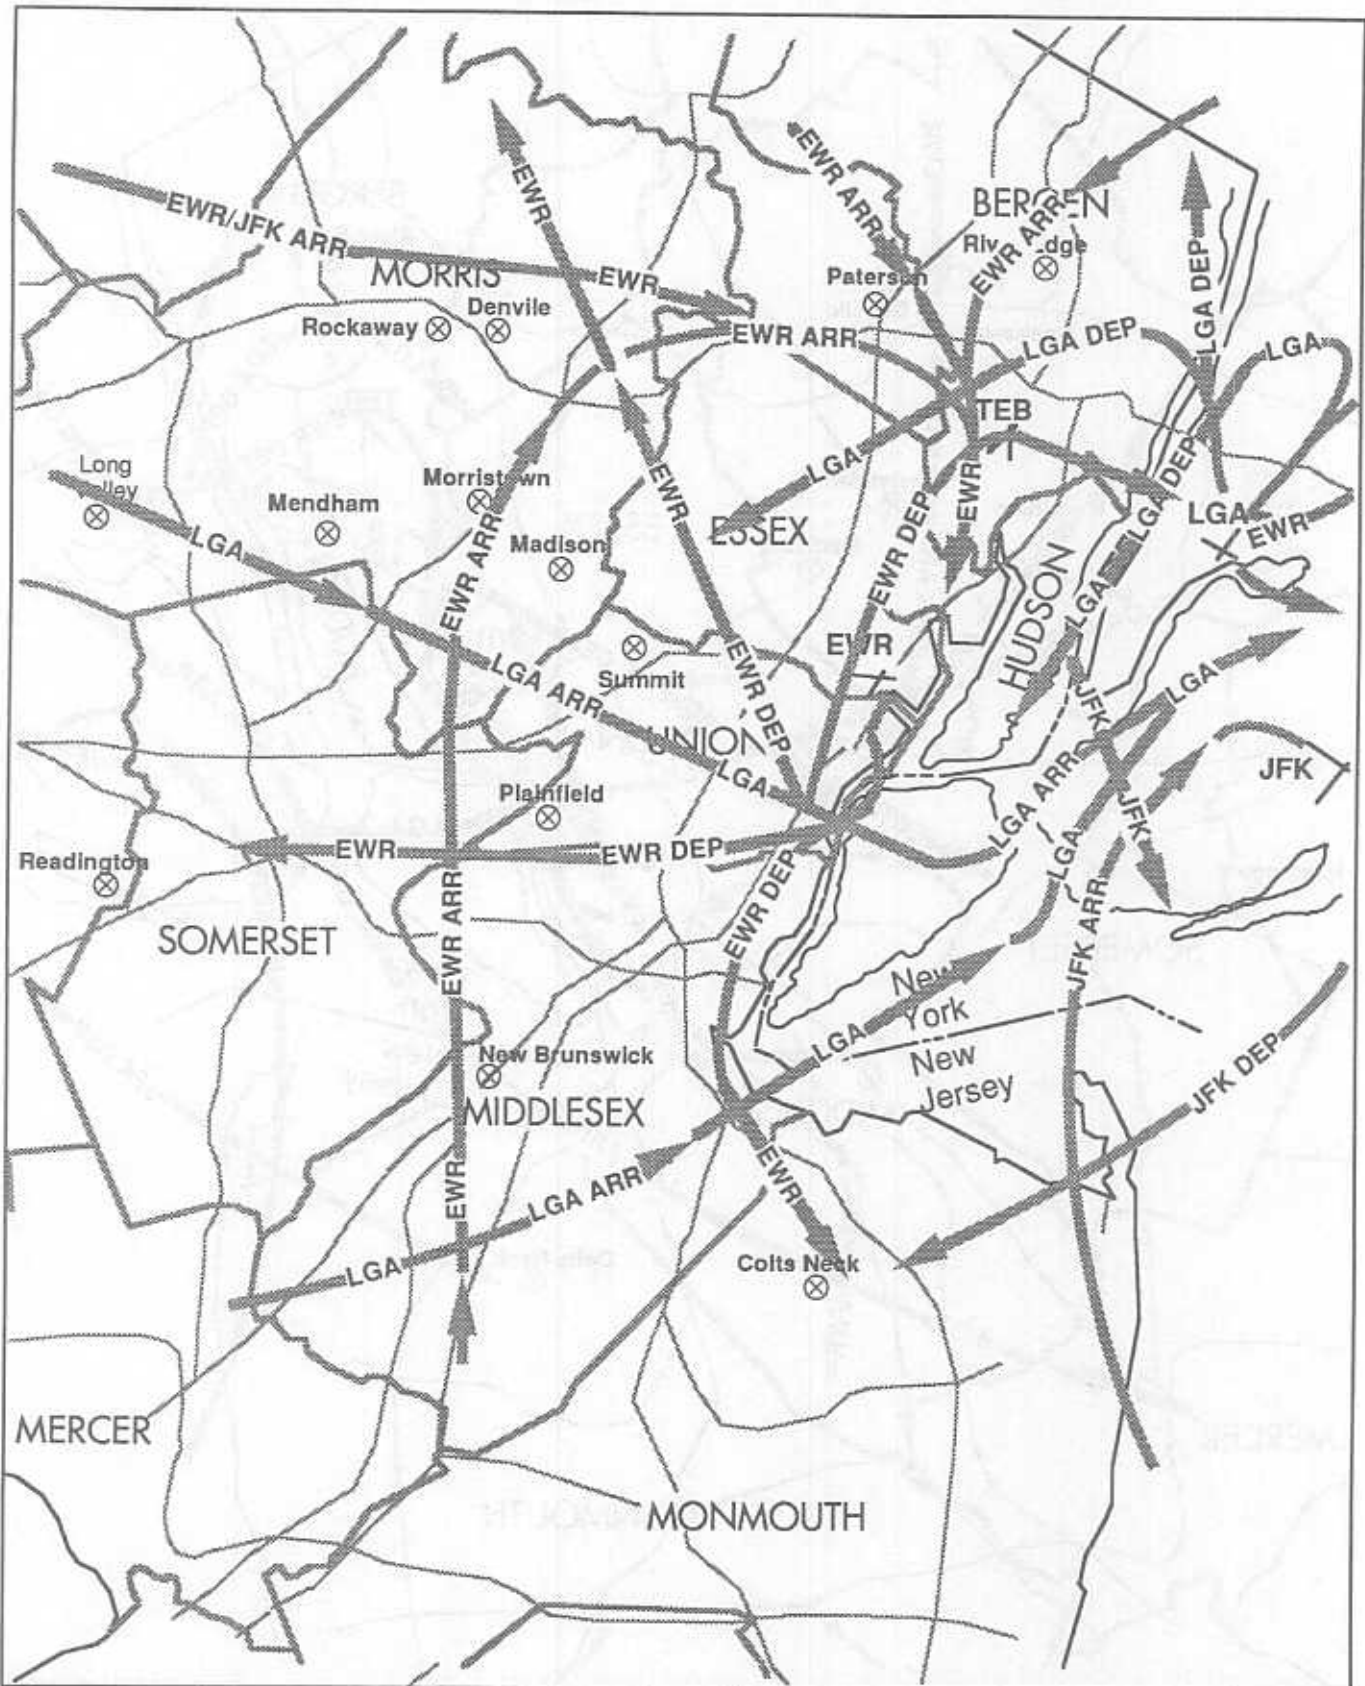 EWR ARR
EWR
BERGEN
EWR/JFK ARR
EWR ARR
River Edge
LGA DEP
MORRIS
EWR
Paterson
Denvile
Rockaway
EWR ARR
LGA DEP
LGA
TEB
Long
Valley
Morristown
LGA
EWR
LGA DEP
Mendham
EWR
ESSEX
EWR DEP
LGA
EWR
LGA
Madison
EWR ARR
LGA
HUDSON
EWR
Summit
LGA ARR
EWR DEP
JFK
LGA
UNION
LGA
JFK
Plainfield
LGA ARR
JFK
EWR
EWR DEP
LGA
Readington
EWR ARR
EWR DEP
JFK ARR
SOMERSET
New
York
LGA
New
Jersey
New Brunswick
JFK DEP
MIDDLESEX
EWR
EWR
LGA ARR
LGA
Colts Neck
MERCER
MONMOUTH